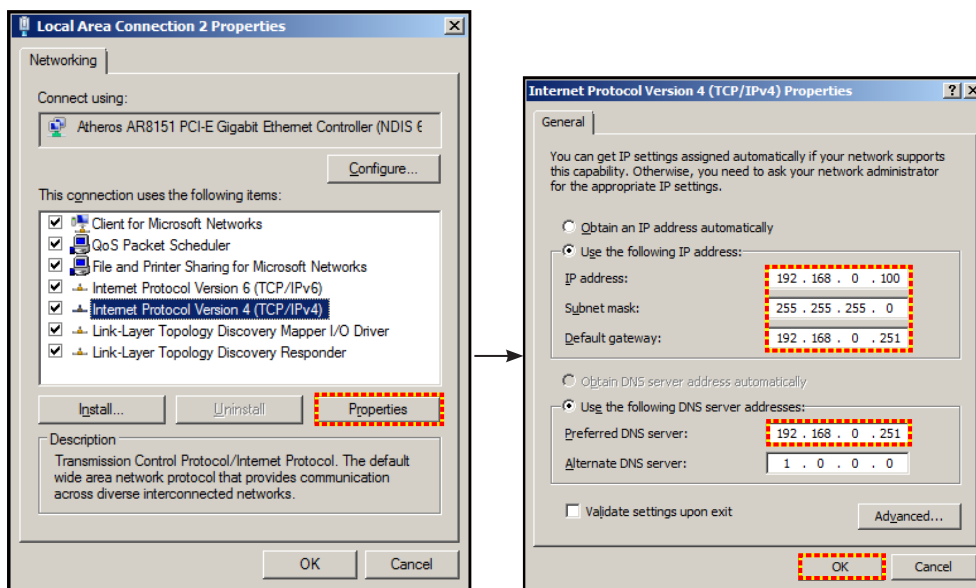 Local Area Connection 2 Properties
Networking
Connect using:
Atheros AR8151 PCI-E Gigabit Ethernet Controller (NDIS 6
Configure...
This connection uses the following items:
Client for Microsoft Networks
QoS Packet Scheduler
File and Printer Sharing for Microsoft Networks
Internet Protocol Version 6 (TCP/IPv6)
Internet Protocol Version 4 (TCP/IPv4)
Link-Layer Topology Discovery Mapper I/O Driver
Link-Layer Topology Discovery Responder
Install...
Uninstall
Properties
Description
Transmission Control Protocol/Internet Protocol. The default
wide area network protocol that provides communication
across diverse interconnected networks.
OK
Cancel
Internet Protocol Version 4 (TCP/IPv4) Properties
General
You can get IP settings assigned automatically if your network supports
this capability. Otherwise, you need to ask your network administrator
for the appropriate IP settings.
Obtain an IP address automatically
Use the following IP address:
IP address: 192 . 168 . 0 . 100
Subnet mask: 255 . 255 . 255 . 0
Default gateway: 192 . 168 . 0 . 251
Obtain DNS server address automatically
Use the following DNS server addresses:
Preferred DNS server: 192 . 168 . 0 . 251
Alternate DNS server: 1 . 0 . 0 . 0
Validate settings upon exit
Advanced...
OK
Cancel